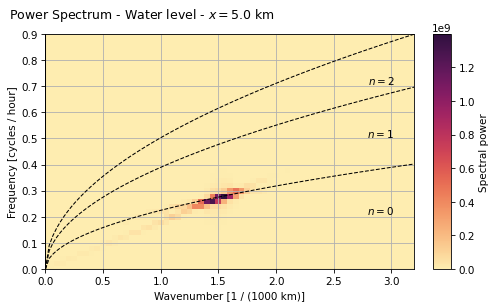 Power Spectrum - Water level - x = 5.0 km
1e9
Frequency [cycles / hour]
0.9
0.8
0.7
0.6
0.5
0.4
0.3
0.2
0.1
0.0
n = 2
n = 1
n = 0
0.0 0.5 1.0 1.5 2.0 2.5 3.0
Wavenumber [1 / (1000 km)]
1.2
1.0
0.8
0.6
0.4
0.2
0.0
Spectral power